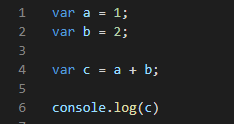 1 var a = 1;
2 var b = 2;
3
4 var c = a + b;
5
6 console.log(c)